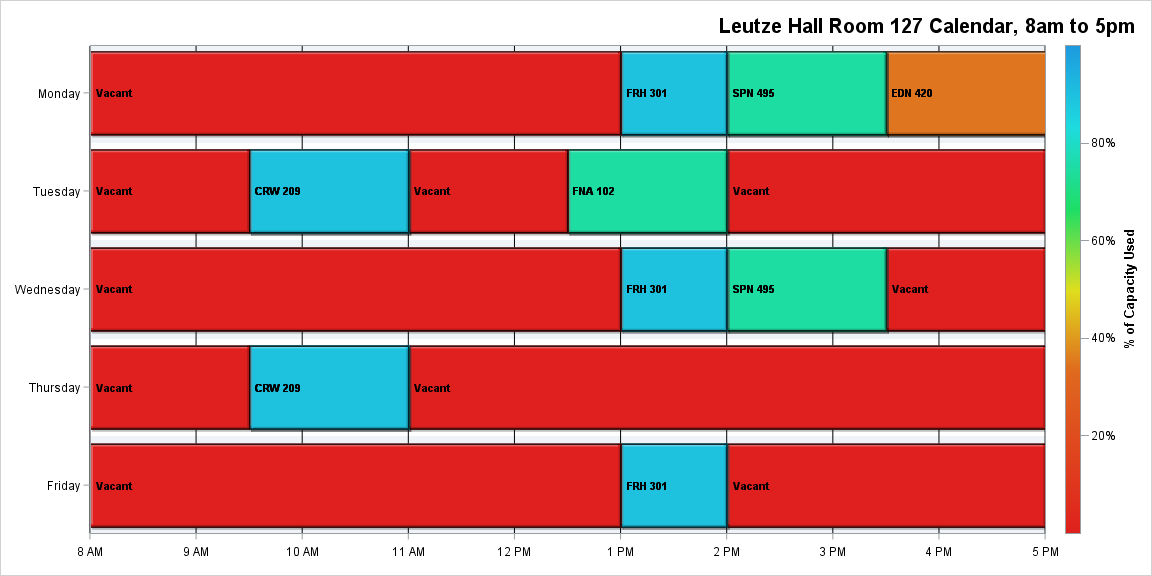 Leutze Hall Room 127 Calendar, 8am to 5pm
Monday
Vacant
FRH 301
SPN 495
EDN 420
Tuesday
Vacant
CRW 209
Vacant
FNA 102
Vacant
Wednesday
Vacant
FRH 301
SPN 495
Vacant
Thursday
Vacant
CRW 209
Vacant
Friday
Vacant
FRH 301
Vacant
8 AM
9 AM
10 AM
11 AM
12 PM
1 PM
2 PM
3 PM
4 PM
5 PM
80%
60%
40%
20%
% of Capacity Used